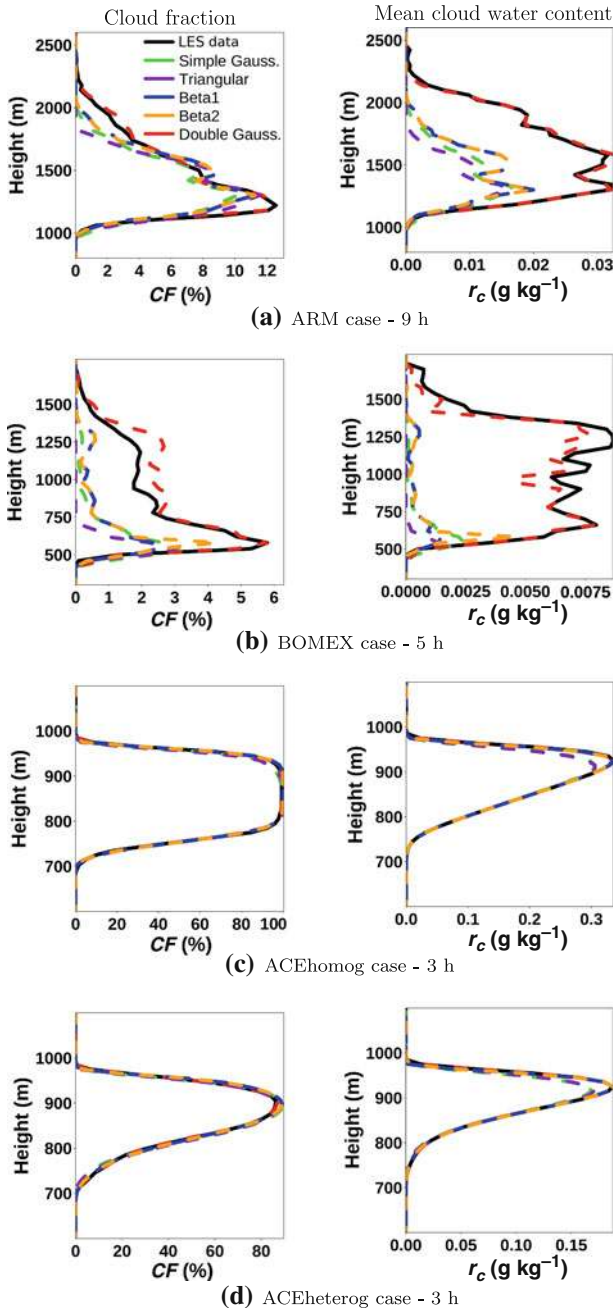 Cloud fraction
Mean cloud water content
2500
2000
1500
1000
Height (m)
LES data
Simple Gauss.
Triangular
Beta1
Beta2
Double Gauss.
0 2 4 6 8 10 12
CF (%)
2500
2000
1500
1000
Height (m)
0.00 0.01 0.02 0.03
r_c (g kg⁻¹)
(a) ARM case - 9 h
1500
1250
1000
750
500
Height (m)
0 1 2 3 4 5 6
CF (%)
1500
1250
1000
750
500
Height (m)
0.0000 0.0025 0.0050 0.0075
r_c (g kg⁻¹)
(b) BOMEX case - 5 h
1000
900
800
700
Height (m)
0 20 40 60 80 100
CF (%)
1000
900
800
700
Height (m)
0.0 0.1 0.2 0.3
r_c (g kg⁻¹)
(c) ACEhomog case - 3 h
1000
900
800
700
Height (m)
0 20 40 60 80
CF (%)
1000
900
800
700
Height (m)
0.00 0.05 0.10 0.15
r_c (g kg⁻¹)
(d) ACEheterog case - 3 h